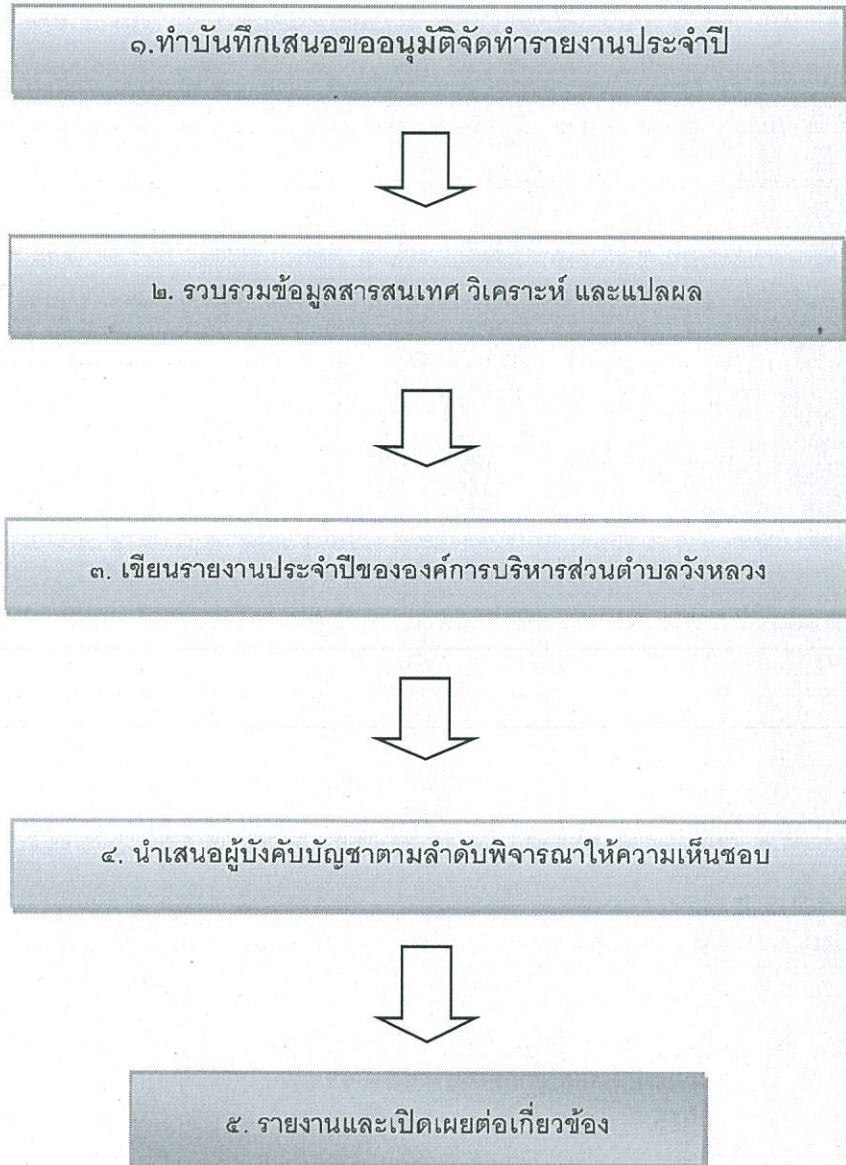 ๑.ทำบันทึกเสนอขออนุมัติจัดทำรายงานประจำปี
๒. รวบรวมข้อมูลสารสนเทศ วิเคราะห์ และแปลผล
๓. เขียนรายงานประจำปีขององค์การบริหารส่วนตำบลวังหลวง
๔. นำเสนอผู้บังคับบัญชาตามลำดับพิจารณาให้ความเห็นชอบ
๕. รายงานและเปิดเผยต่อเกี่ยวข้อง